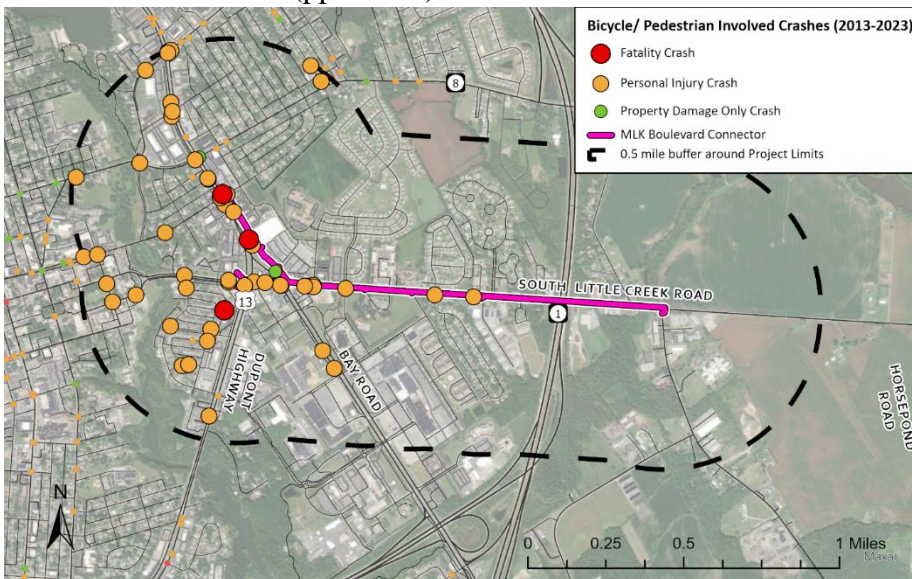 Bicycle/ Pedestrian Involved Crashes (2013-2023)
Fatality Crash
Personal Injury Crash
Property Damage Only Crash
MLK Boulevard Connector
0.5 mile buffer around Project Limits
8
SOUTH LITTLE CREEK ROAD
13
1
DUPONT
HIGHWAY
BAY ROAD
HORSEPOND
ROAD
N
0 0.25 0.5 1 Miles
Maxar